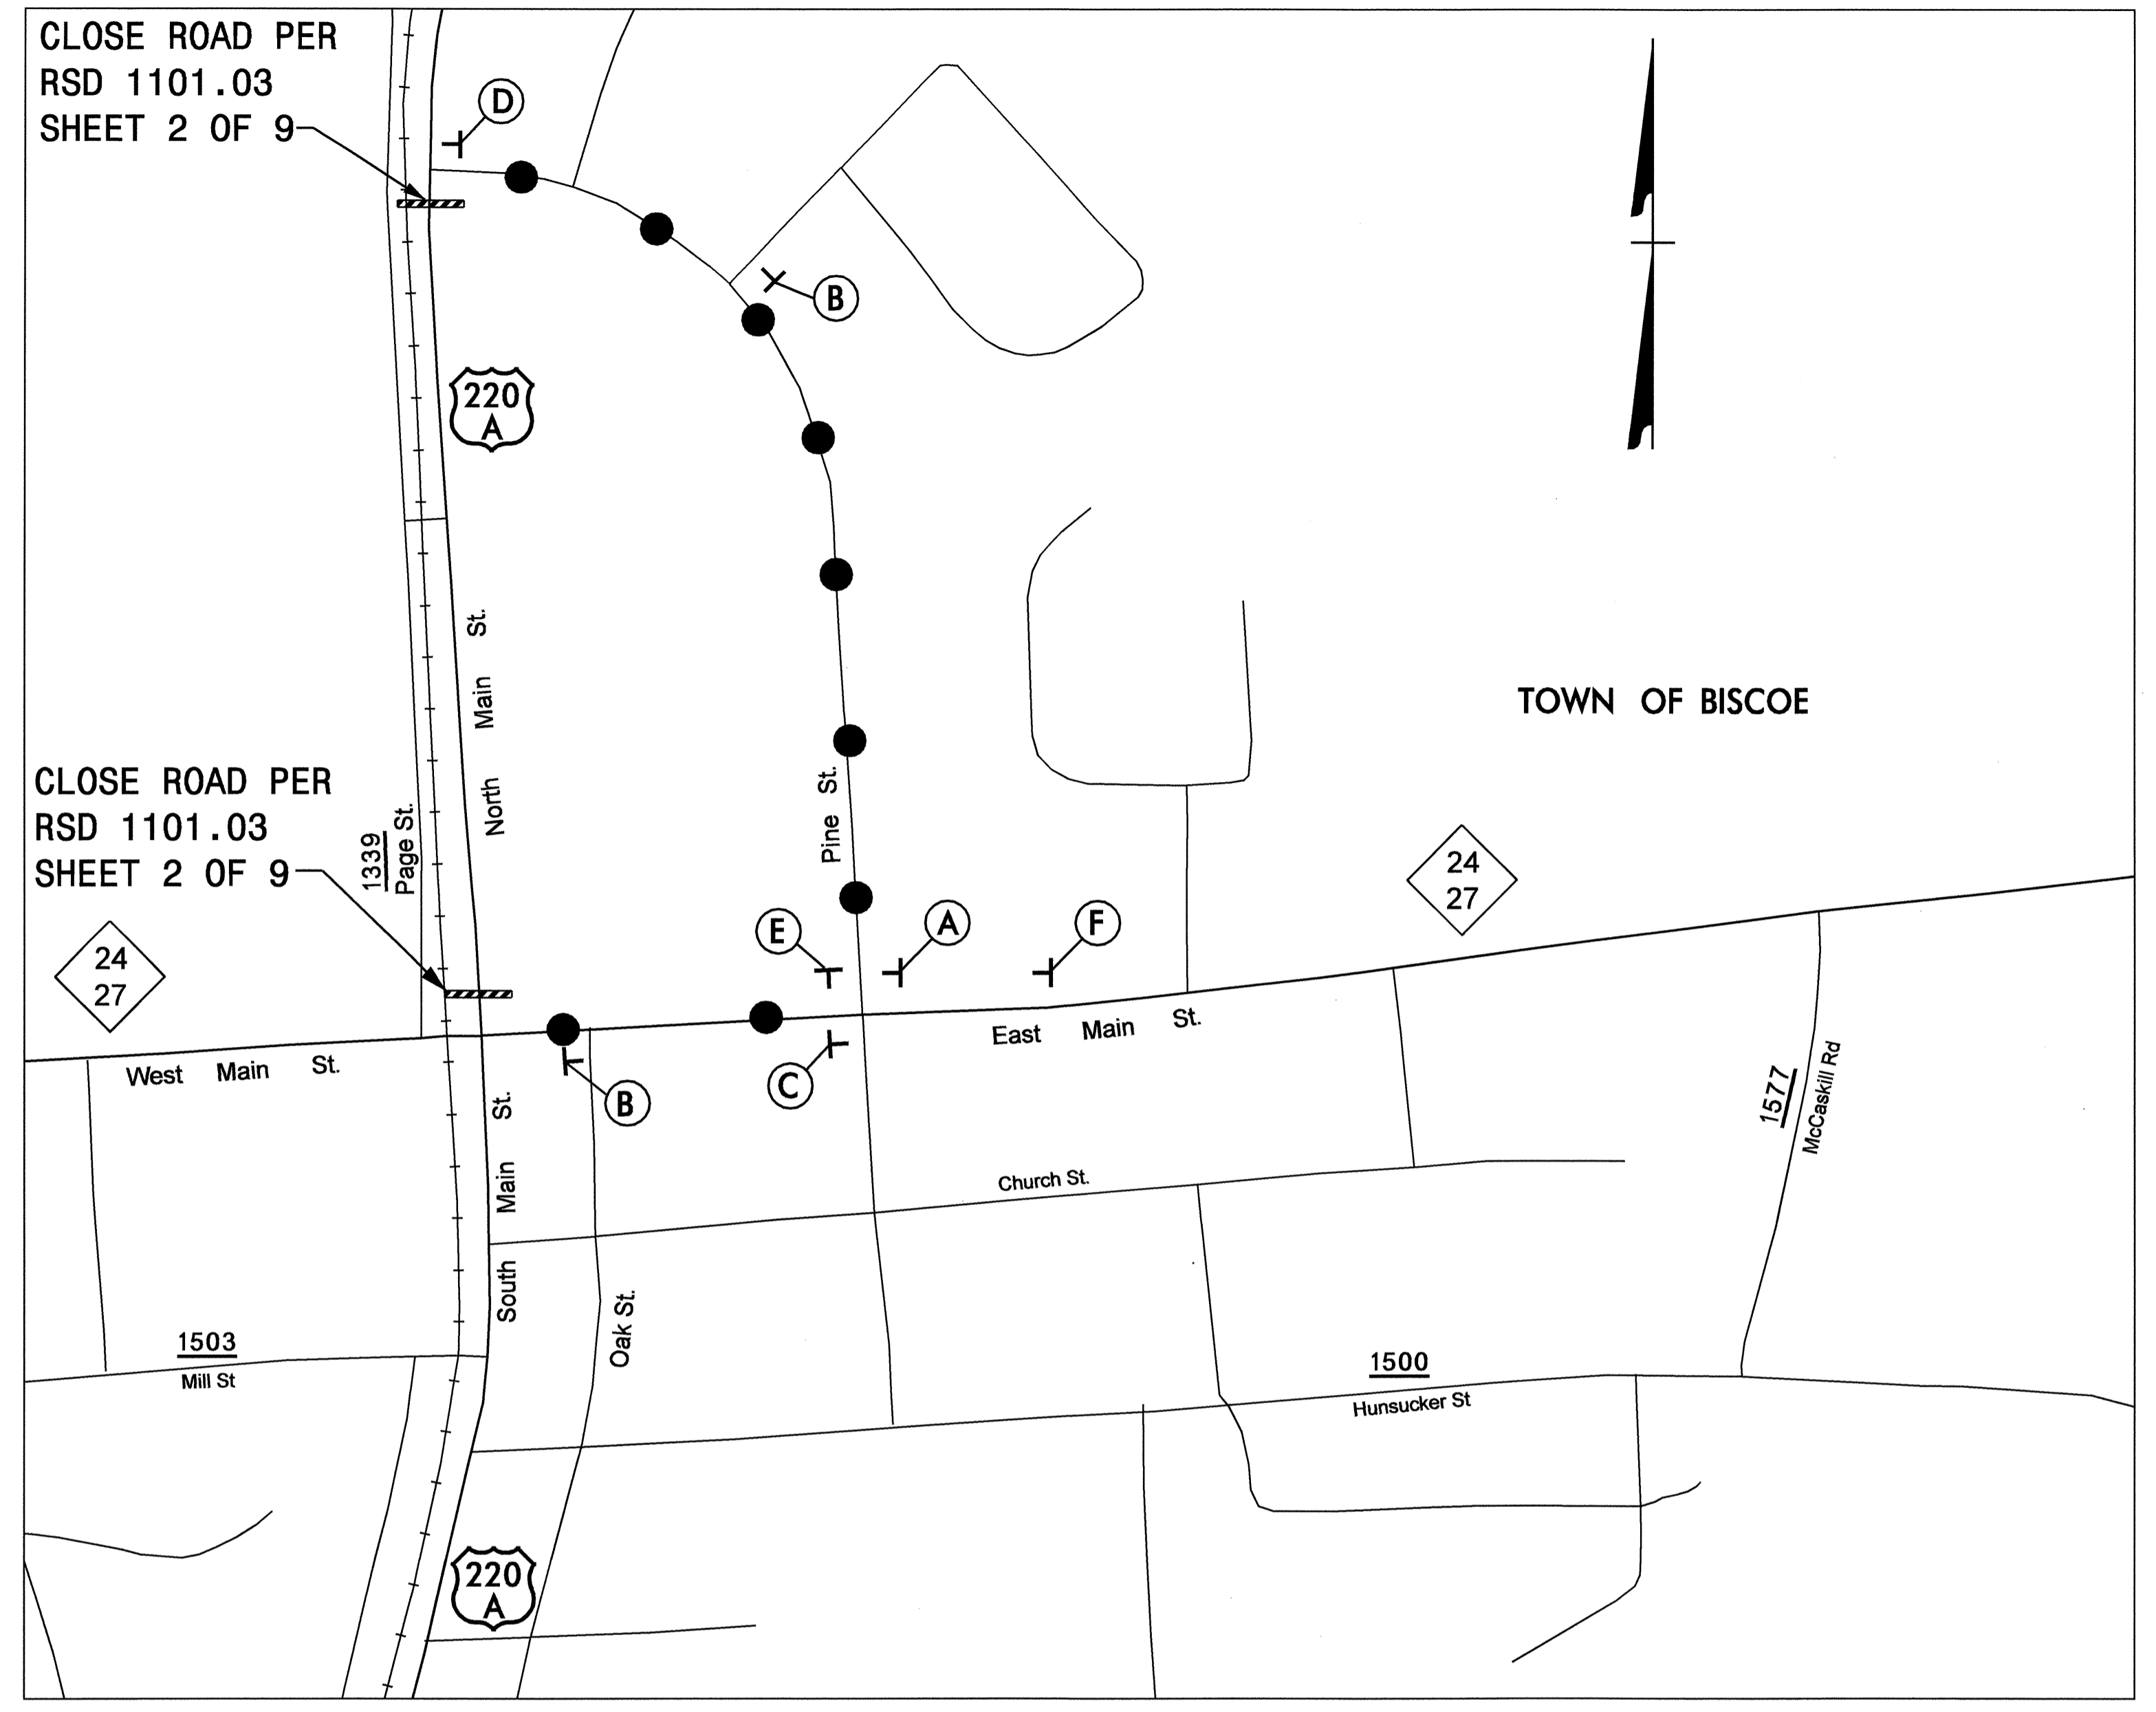 CLOSE ROAD PER
RSD 1101.03
SHEET 2 OF 9
D
B
220
A
North Main St.
TOWN OF BISCOE
CLOSE ROAD PER
RSD 1101.03
SHEET 2 OF 9
1339
Page St.
Pine St.
24
27
24
27
E
A
F
C
B
West Main St.
East Main St.
South Main St.
Church St.
1577
McCaskill Rd
Oak St.
1503
Mill St
1500
Hunsucker St
220
A